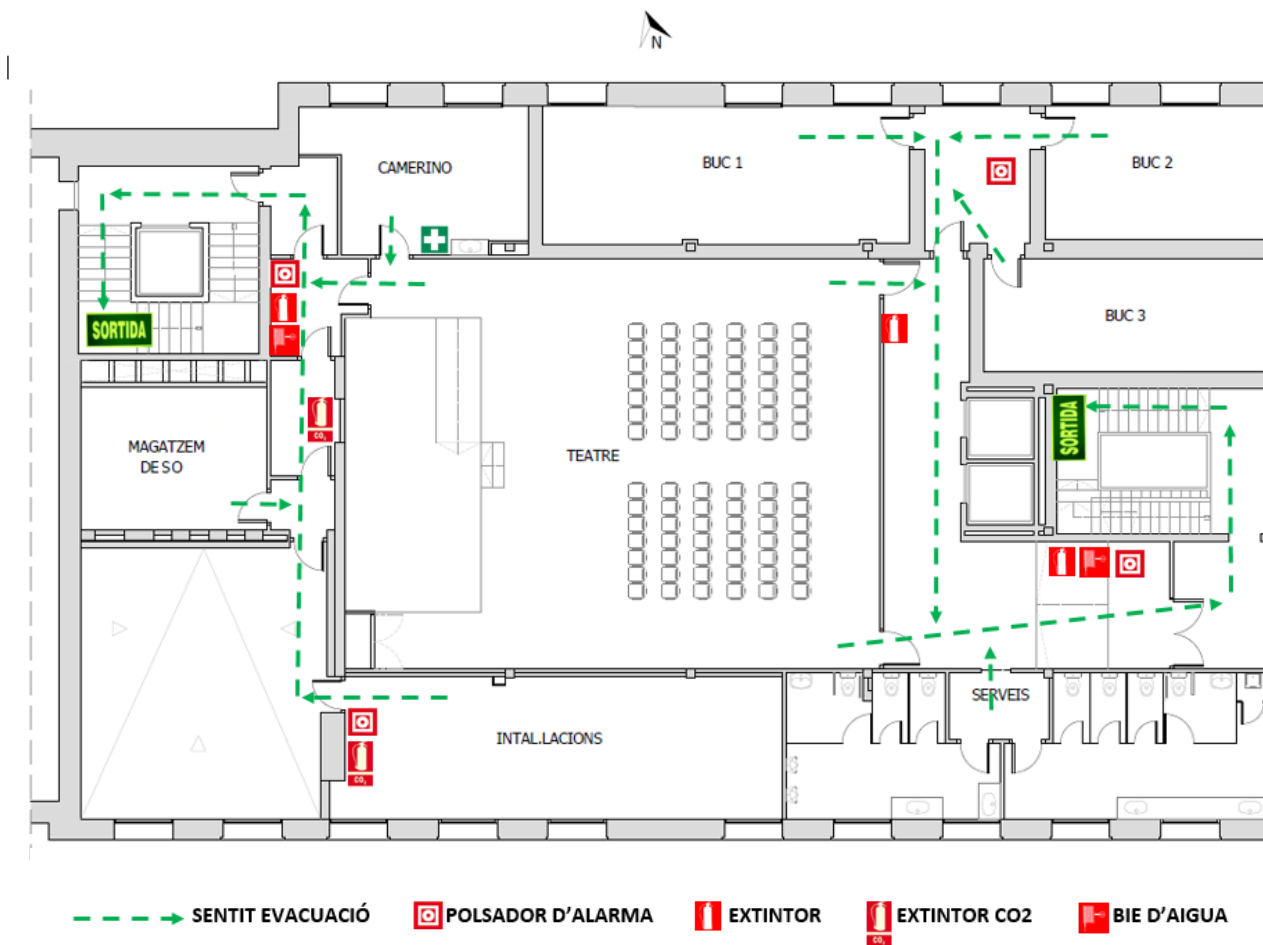 N
CAMERINO
BUC 1
BUC 2
BUC 3
SORTIDA
SORTIDA
MAGATZEM
DE SO
CO₂
TEATRE
SERVEIS
INTAL.LACIONS
CO₂
SENTIT EVACUACIÓ
POLSADOR D'ALARMA
EXTINTOR
EXTINTOR CO2
CO₂
BIE D'AIGUA